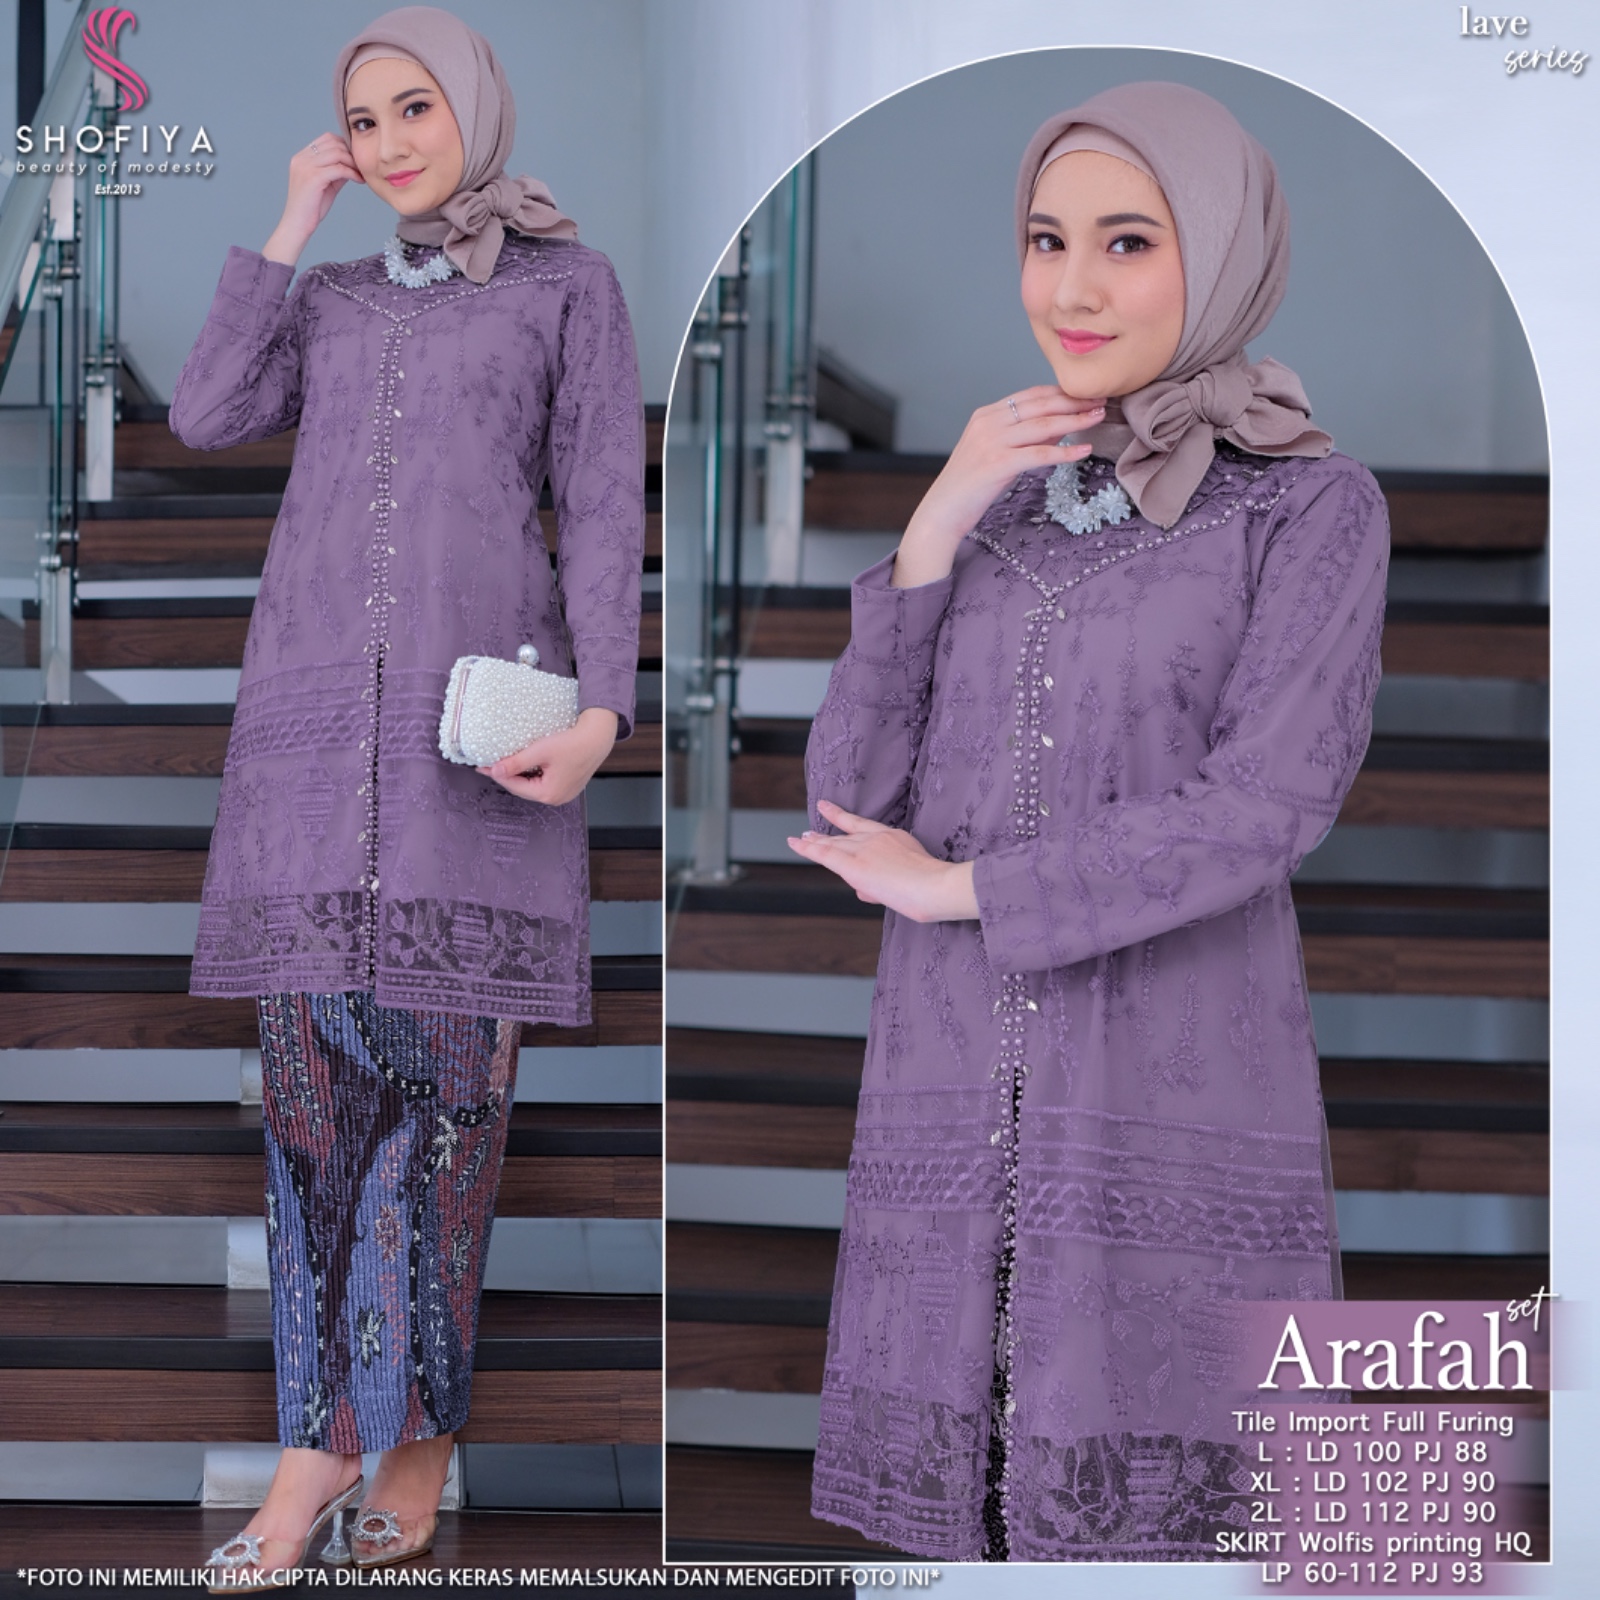 SHOFIYA
beauty of modesty
Est.2013
lave
series
Arafah set
Tile Import Full Furing
L : LD 100 PJ 88
XL : LD 102 PJ 90
2L : LD 112 PJ 90
SKIRT Wolfis printing HQ
LP 60-112 PJ 93
*FOTO INI MEMILIKI HAK CIPTA DILARANG KERAS MEMALSUKAN DAN MENGEDIT FOTO INI*